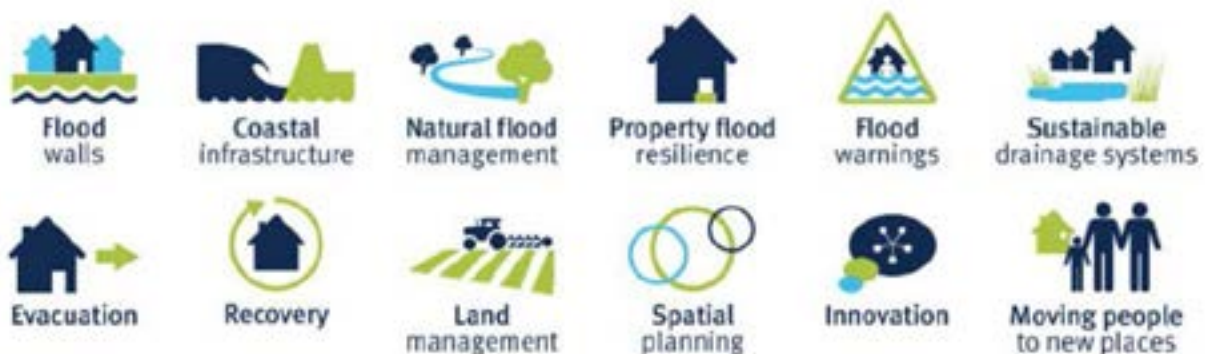 Flood
walls
Coastal
infrastructure
Natural flood
management
Property flood
resilience
Flood
warnings
Sustainable
drainage systems
Evacuation
Recovery
Land
management
Spatial
planning
Innovation
Moving people
to new places